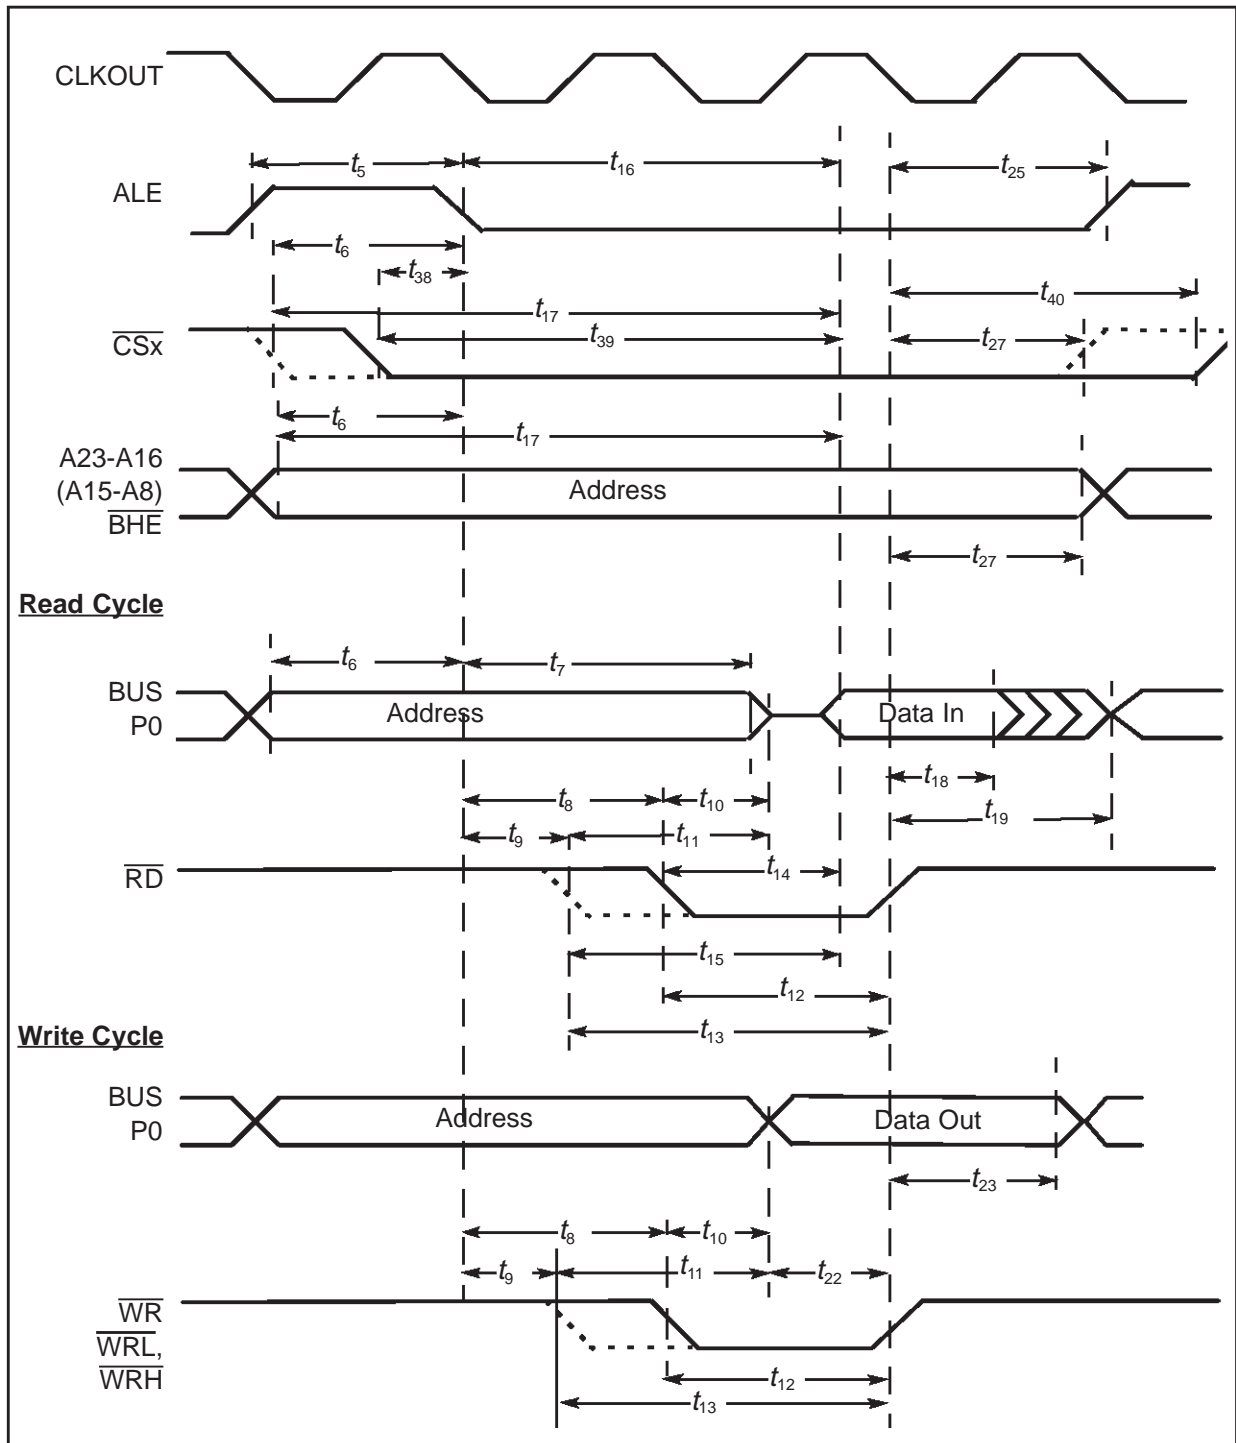 CLKOUT
ALE
t5
t16
t25
t6
t38
t40
t17
CSx
t39
t27
t6
t17
A23-A16
(A15-A8)
BHE
Address
t27
Read Cycle
t6
t7
BUS
P0
Address
Data In
t18
t8
t10
t19
t9
t11
RD
t14
t15
t12
Write Cycle
t13
BUS
P0
Address
Data Out
t23
t8
t10
t9
t11
t22
WR
WRL,
WRH
t12
t13